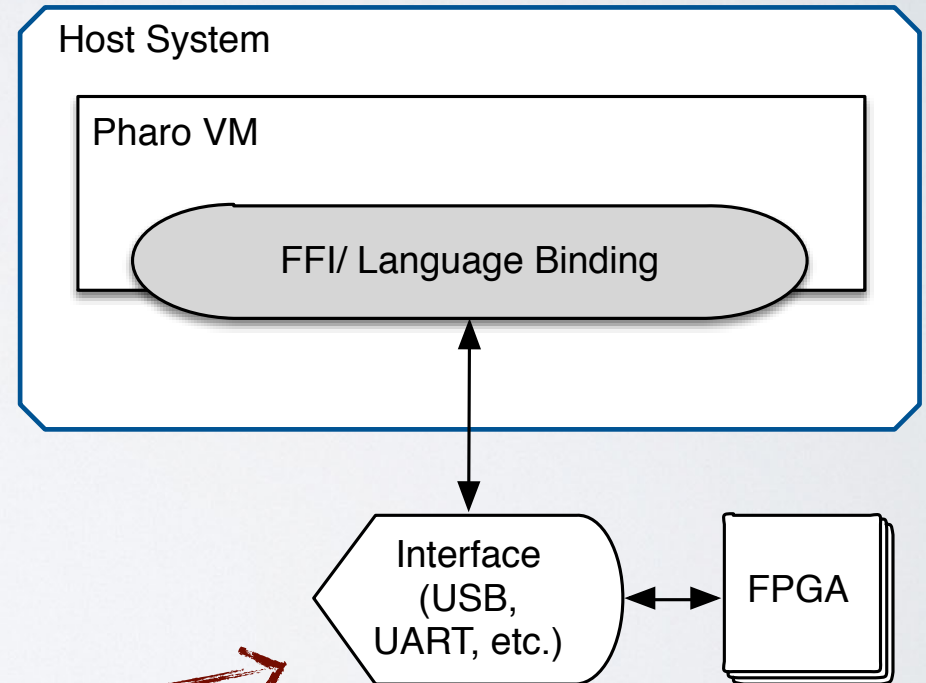 Host System
Pharo VM
FFI/ Language Binding
Interface
(USB,
UART, etc.)
FPGA